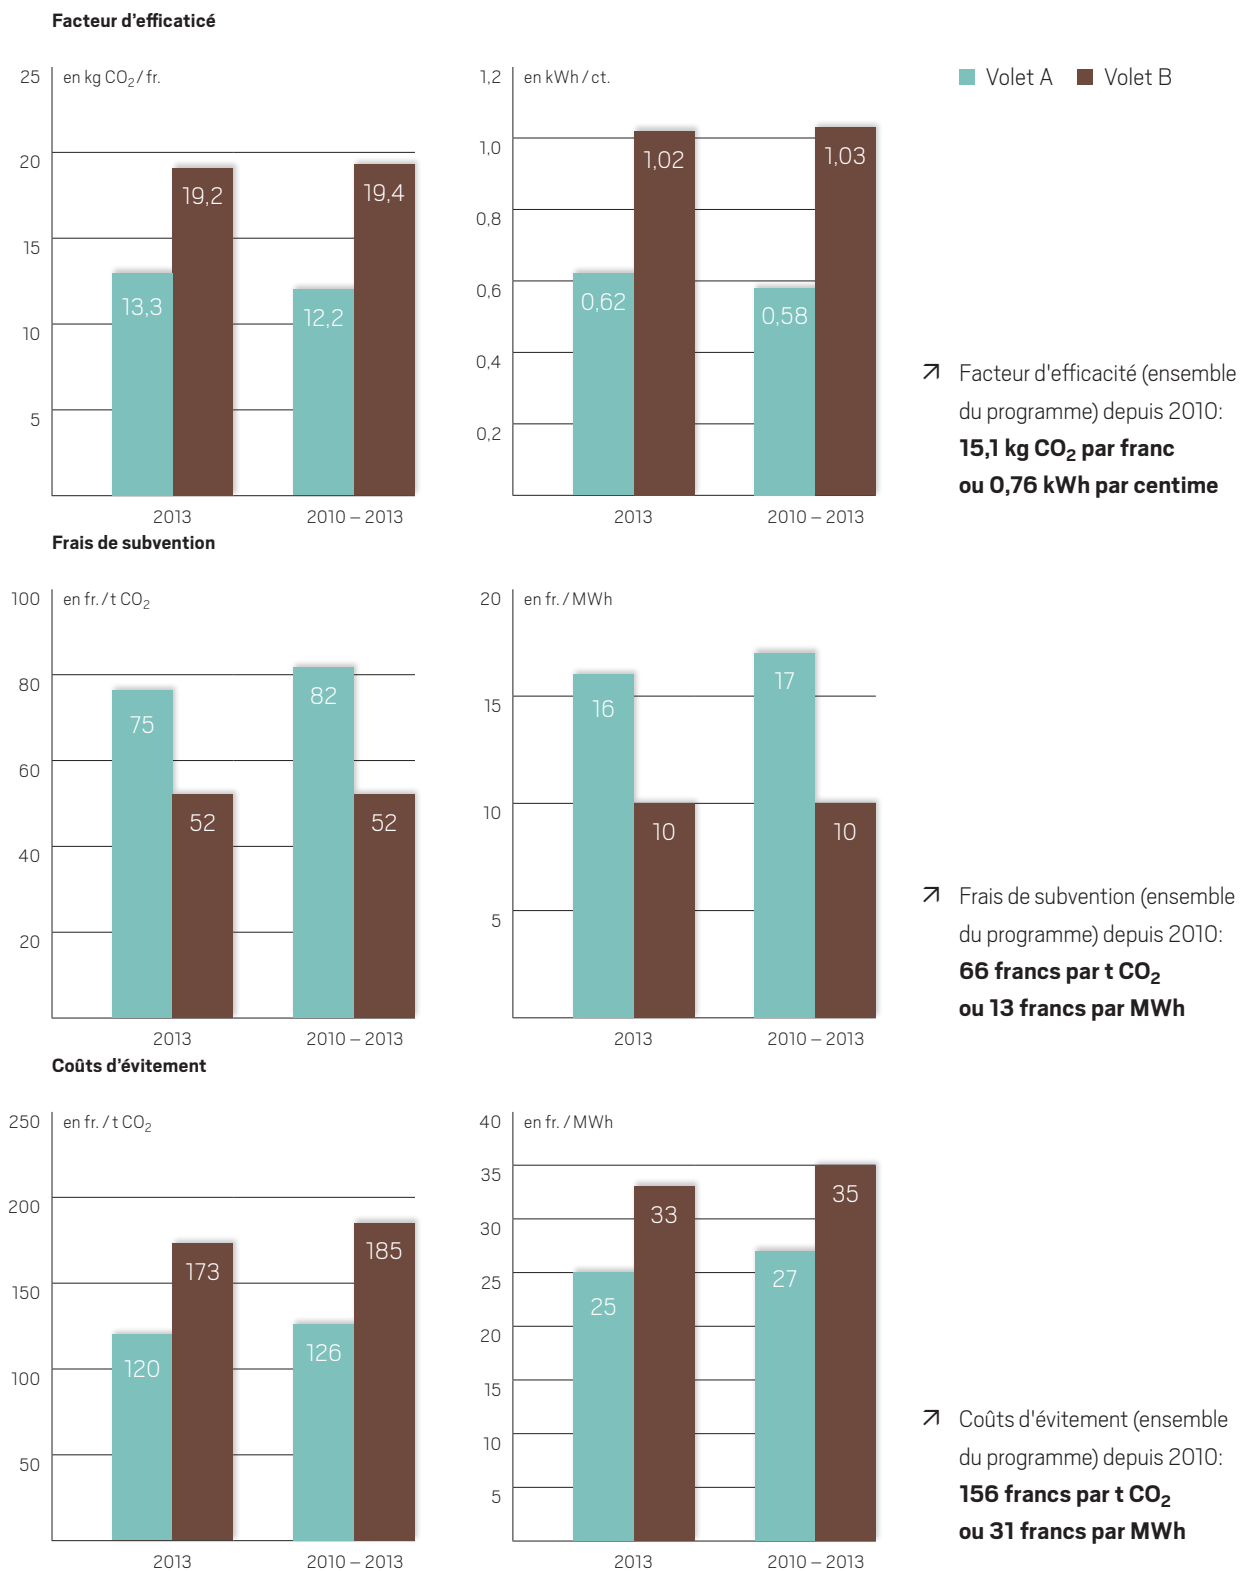 Facteur d’efficaticé
25
en kg CO₂ / fr.
20
15
10
5
19,2
19,4
13,3
12,2
2013
2010 – 2013
1,2
en kWh / ct.
1,0
0,8
0,6
0,4
0,2
1,02
1,03
0,62
0,58
2013
2010 – 2013
Volet A
Volet B
Facteur d'efficacité (ensemble
du programme) depuis 2010:
15,1 kg CO₂ par franc
ou 0,76 kWh par centime
Frais de subvention
100
en fr. / t CO₂
80
60
40
20
75
82
52
52
2013
2010 – 2013
20
en fr. / MWh
15
10
5
16
17
10
10
2013
2010 – 2013
Frais de subvention (ensemble
du programme) depuis 2010:
66 francs par t CO₂
ou 13 francs par MWh
Coûts d’évitement
250
en fr. / t CO₂
200
150
100
50
173
185
120
126
2013
2010 – 2013
40
en fr. / MWh
35
30
25
20
15
10
5
33
35
25
27
2013
2010 – 2013
Coûts d'évitement (ensemble
du programme) depuis 2010:
156 francs par t CO₂
ou 31 francs par MWh